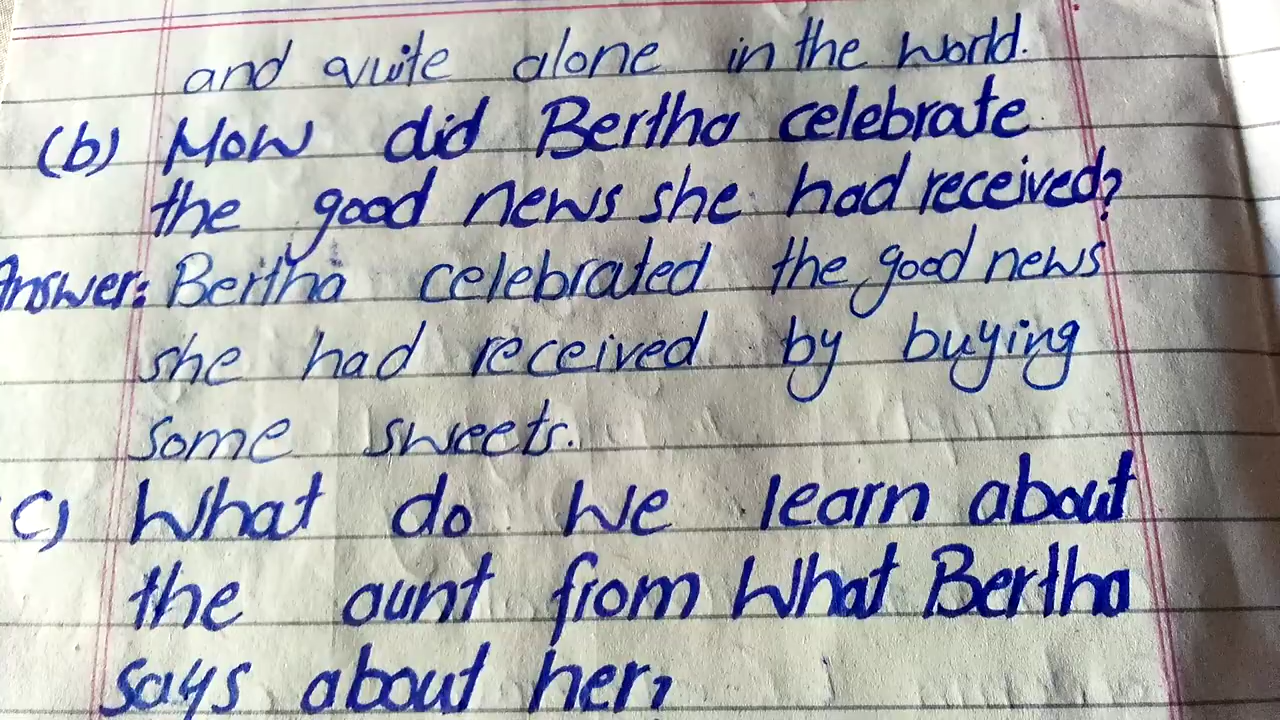 and quite alone in the world.
(b) How did Bertha celebrate
the good news she had received?
Answer: Bertha celebrated the good news
she had received by buying
some sweets.
c) What do we learn about
the aunt from what Bertha
says about her?